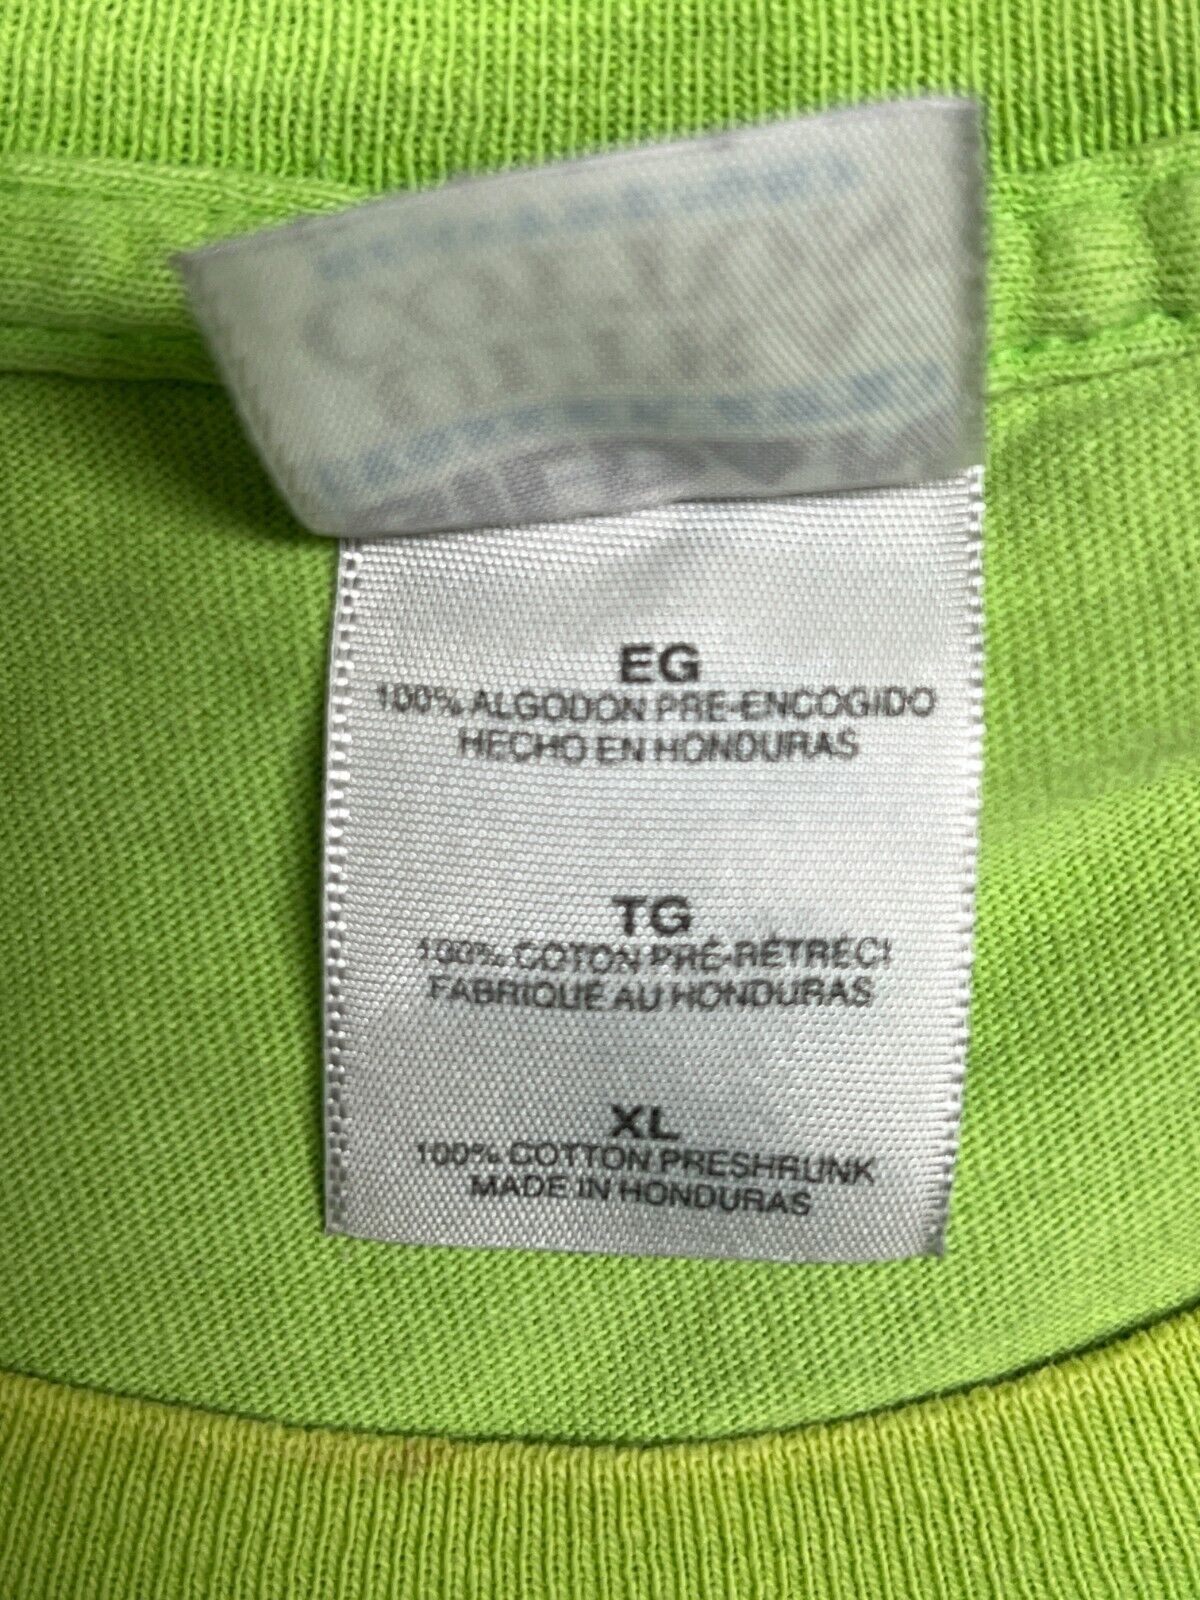 EG
100% ALGODON PRE-ENCOGIDO
HECHO EN HONDURAS
TG
100% COTON PRÉ-RÉTRÉCI
FABRIQUÉ AU HONDURAS
XL
100% COTTON PRESHRUNK
MADE IN HONDURAS